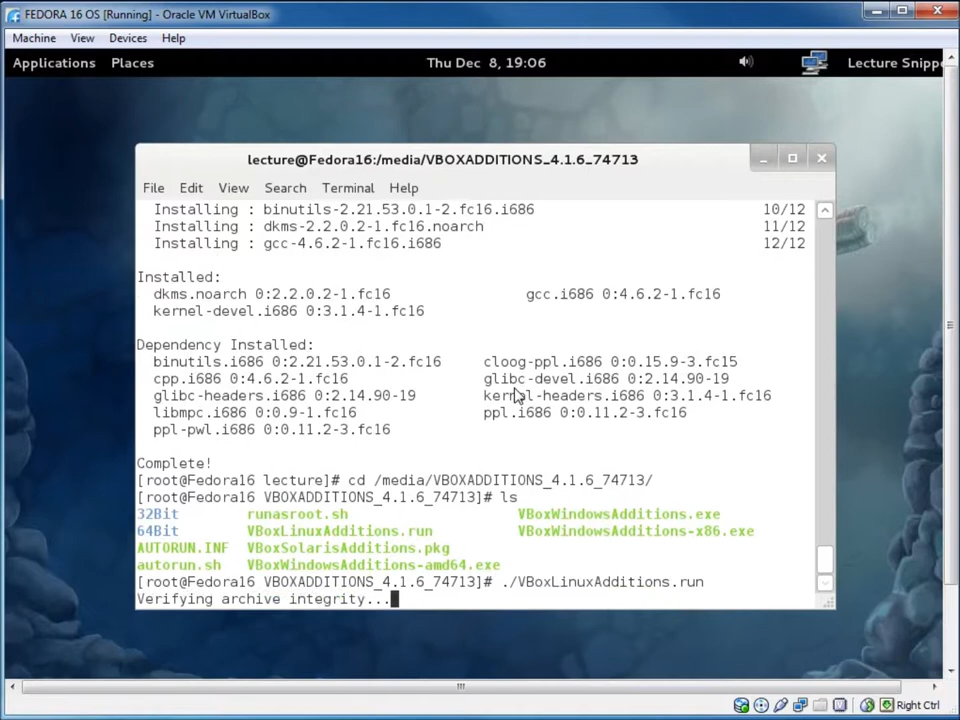 FEDORA 16 OS [Running] - Oracle VM VirtualBox
Machine View Devices Help
Applications Places Thu Dec 8, 19:06 Lecture Snippe
lecture@Fedora16:/media/VBOXADDITIONS_4.1.6_74713
File Edit View Search Terminal Help
Installing : binutils-2.21.53.0.1-2.fc16.i686 10/12
Installing : dkms-2.2.0.2-1.fc16.noarch 11/12
Installing : gcc-4.6.2-1.fc16.i686 12/12
Installed:
dkms.noarch 0:2.2.0.2-1.fc16 gcc.i686 0:4.6.2-1.fc16
kernel-devel.i686 0:3.1.4-1.fc16
Dependency Installed:
binutils.i686 0:2.21.53.0.1-2.fc16 cloog-ppl.i686 0:0.15.9-3.fc15
cpp.i686 0:4.6.2-1.fc16 glibc-devel.i686 0:2.14.90-19
glibc-headers.i686 0:2.14.90-19 kernel-headers.i686 0:3.1.4-1.fc16
libmpc.i686 0:0.9-1.fc16 ppl.i686 0:0.11.2-3.fc16
ppl-pwl.i686 0:0.11.2-3.fc16
Complete!
[root@Fedora16 lecture]# cd /media/VBOXADDITIONS_4.1.6_74713/
[root@Fedora16 VBOXADDITIONS_4.1.6_74713]# ls
32Bit runasroot.sh VBoxWindowsAdditions.exe
64Bit VBoxLinuxAdditions.run VBoxWindowsAdditions-x86.exe
AUTORUN.INF VBoxSolarisAdditions.pkg
autorun.sh VBoxWindowsAdditions-amd64.exe
[root@Fedora16 VBOXADDITIONS_4.1.6_74713]# ./VBoxLinuxAdditions.run
Verifying archive integrity...
Right Ctrl